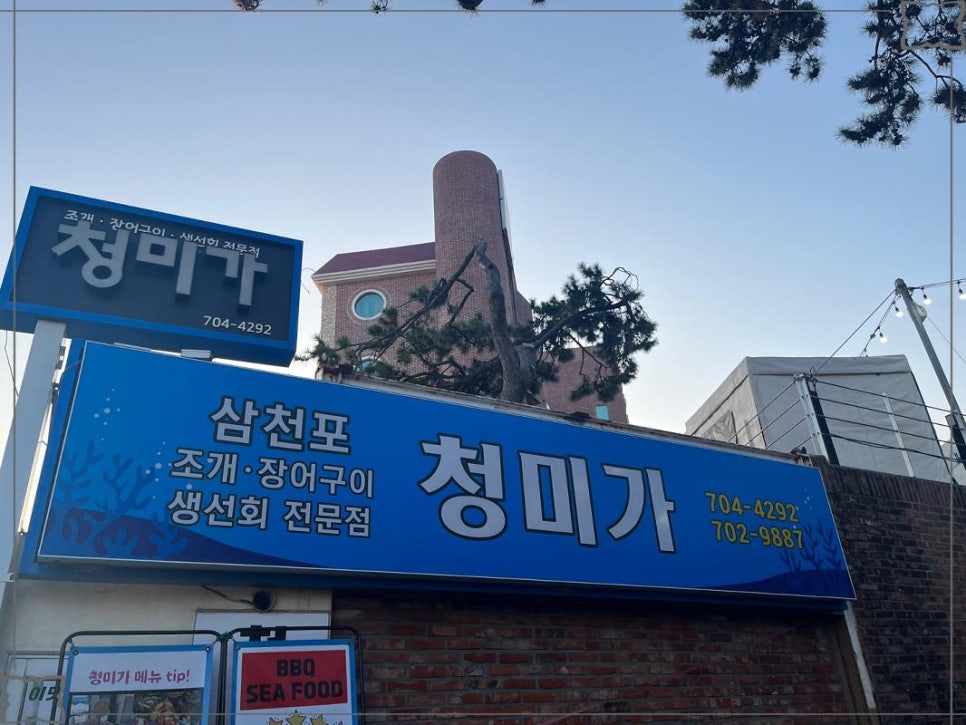 조개·장어구이·생선회 전문점
청미가
704-4292
삼천포
조개·장어구이
생선회 전문점
청미가
704-4292
702-9887
청미가 메뉴 tip!
BBQ
SEA FOOD